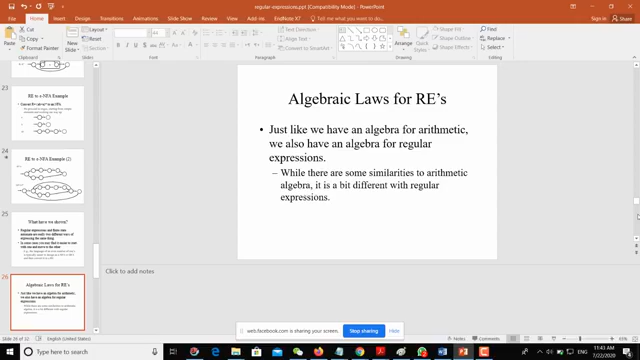 regular-expressions.ppt [Compatibility Mode] - PowerPoint
File Home Insert Design Transitions Animations Slide Show Review View EndNote X7 Tell me what you want to do...
Sign in Share
Cut
Copy
Format Painter
Paste
Clipboard
New Slide
Layout
Reset
Section
Slides
Font
Paragraph
Text Direction
Align Text
Convert to SmartArt
Drawing
Arrange
Quick Styles
Shape Fill
Shape Outline
Shape Effects
Find
Replace
Select
Editing
23
RE to ε-NFA Example
24
RE to ε-NFA Example (2)
25
What have we shown?
26
Algebraic Laws for RE's
Algebraic Laws for RE's
• Just like we have an algebra for arithmetic,
we also have an algebra for regular
expressions.
– While there are some similarities to arithmetic
algebra, it is a bit different with regular
expressions.
Click to add notes
web.facebook.com is sharing your screen.
Stop sharing
Hide
English (United States)
Notes
Comments
Type here to search
ENG
11:43 AM
7/22/2020